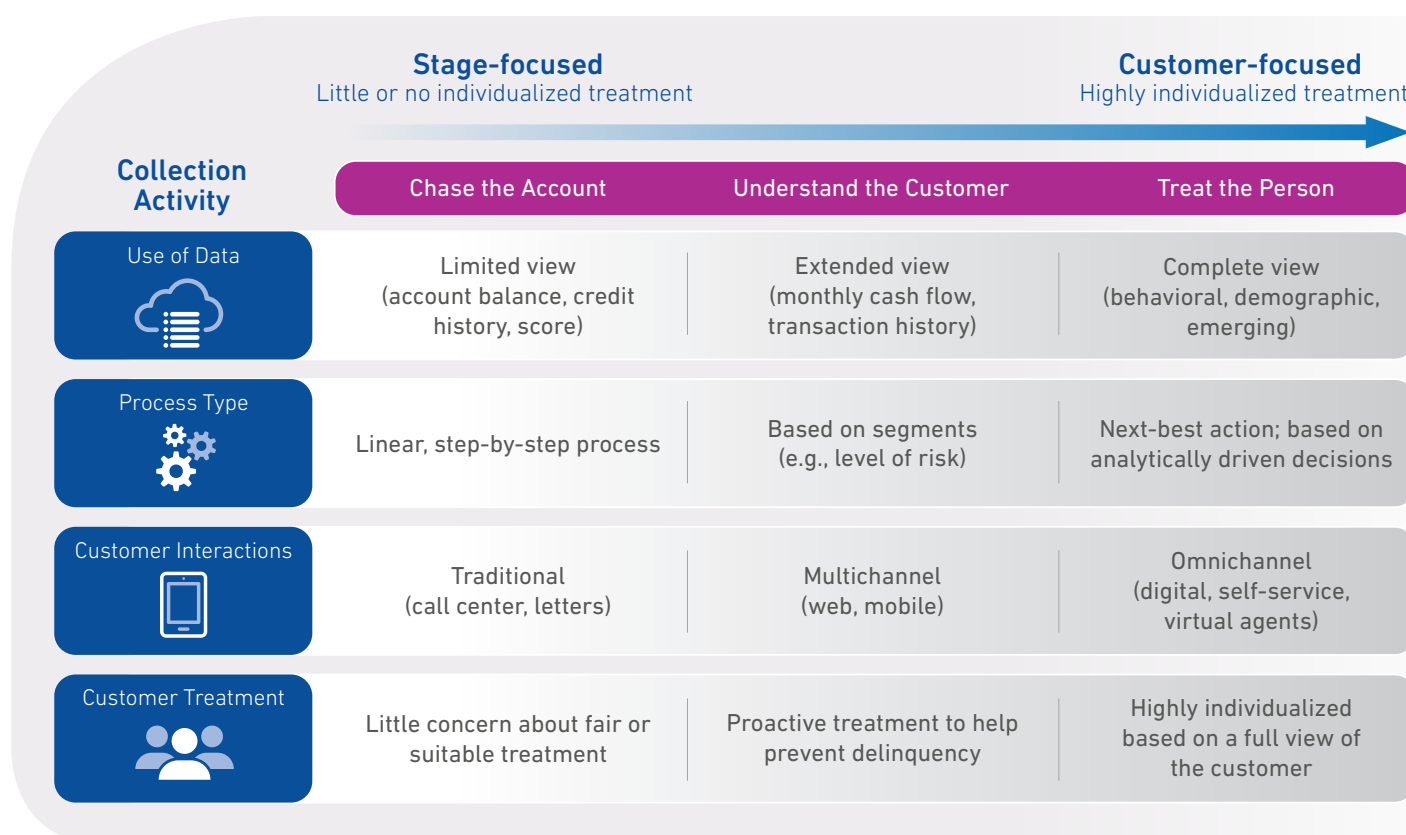 Stage-focused
Little or no individualized treatment
Customer-focused
Highly individualized treatment
Collection
Activity
Chase the Account
Understand the Customer
Treat the Person
Use of Data
Limited view
(account balance, credit
history, score)
Extended view
(monthly cash flow,
transaction history)
Complete view
(behavioral, demographic,
emerging)
Process Type
Linear, step-by-step process
Based on segments
(e.g., level of risk)
Next-best action; based on
analytically driven decisions
Customer Interactions
Traditional
(call center, letters)
Multichannel
(web, mobile)
Omnichannel
(digital, self-service,
virtual agents)
Customer Treatment
Little concern about fair or
suitable treatment
Proactive treatment to help
prevent delinquency
Highly individualized
based on a full view of
the customer